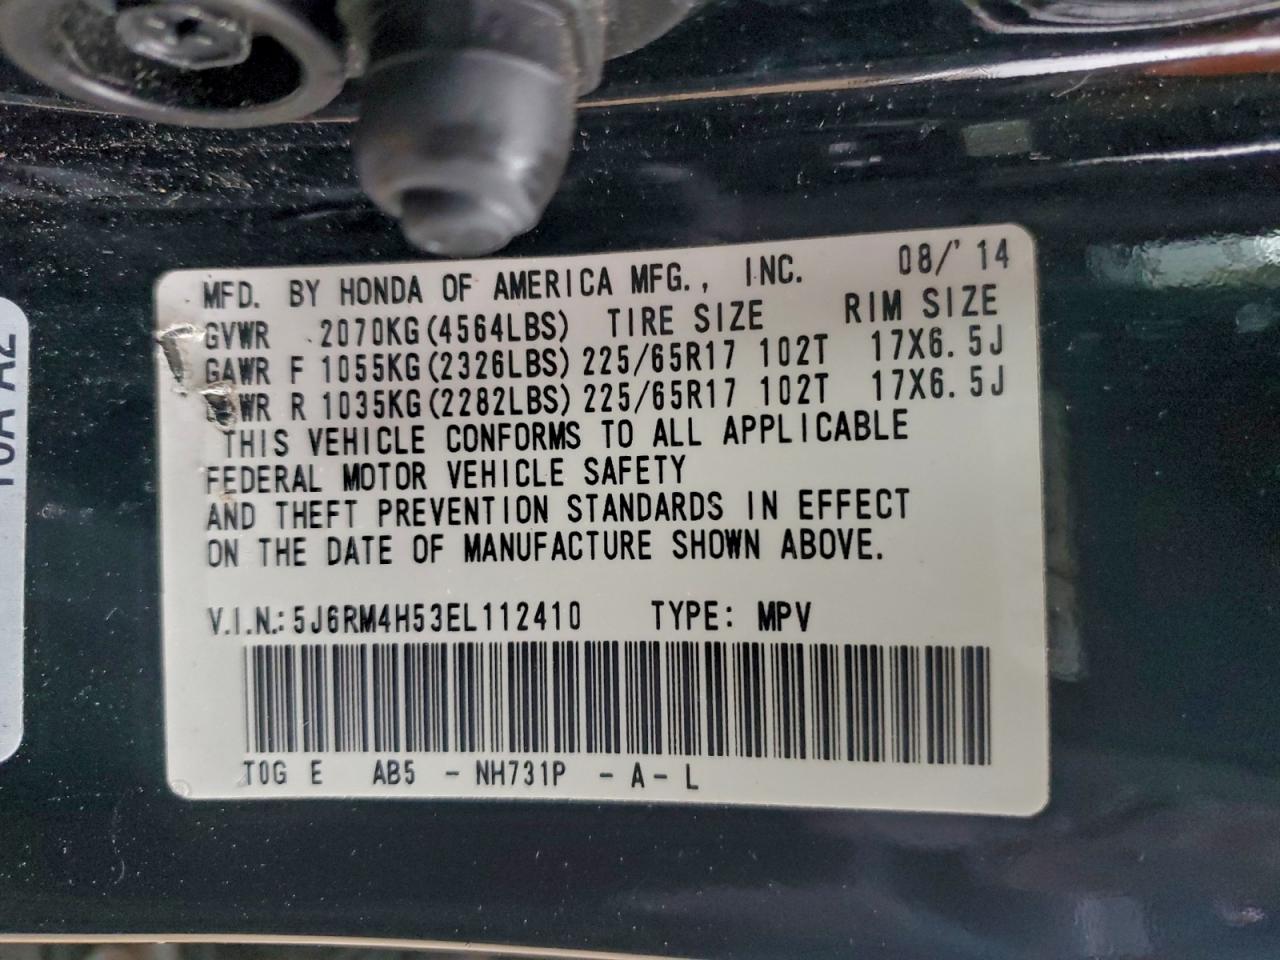 MFD. BY HONDA OF AMERICA MFG., INC. 08/'14
GVWR 2070KG(4564LBS) TIRE SIZE RIM SIZE
GAWR F 1055KG(2326LBS) 225/65R17 102T 17X6.5J
WR R 1035KG(2282LBS) 225/65R17 102T 17X6.5J
THIS VEHICLE CONFORMS TO ALL APPLICABLE
FEDERAL MOTOR VEHICLE SAFETY
AND THEFT PREVENTION STANDARDS IN EFFECT
ON THE DATE OF MANUFACTURE SHOWN ABOVE.
V.I.N.: 5J6RM4H53EL112410 TYPE: MPV
T0G E AB5 - NH731P - A - L